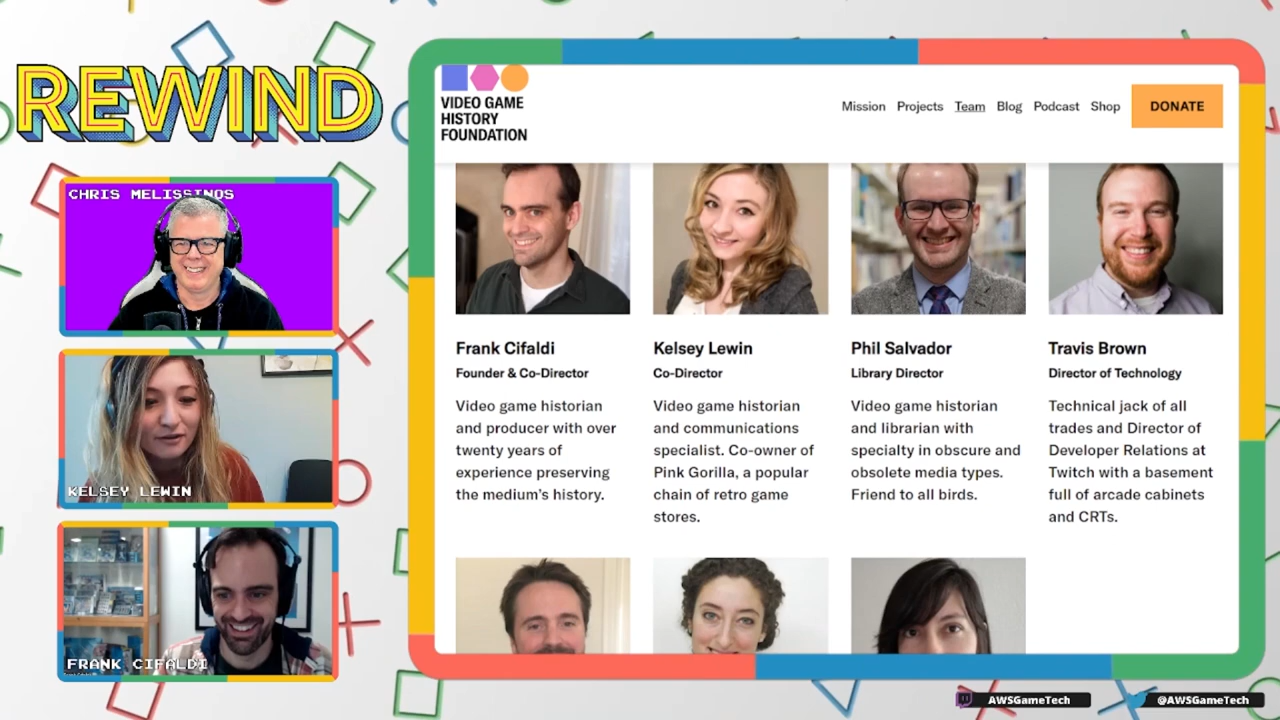 REWIND
CHRIS MELISSINOS
KELSEY LEWIN
FRANK CIFALDI
VIDEO GAME
HISTORY
FOUNDATION
Mission Projects Team Blog Podcast Shop DONATE
Frank Cifaldi
Founder & Co-Director
Video game historian
and producer with over
twenty years of
experience preserving
the medium's history.
Kelsey Lewin
Co-Director
Video game historian
and communications
specialist. Co-owner of
Pink Gorilla, a popular
chain of retro game
stores.
Phil Salvador
Library Director
Video game historian
and librarian with
specialty in obscure and
obsolete media types.
Friend to all birds.
Travis Brown
Director of Technology
Technical jack of all
trades and Director of
Developer Relations at
Twitch with a basement
full of arcade cabinets
and CRTs.
AWSGameTech
@AWSGameTech